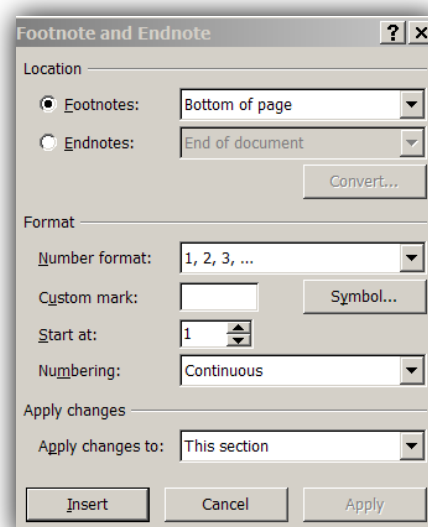 Footnote and Endnote ? X
Location
Footnotes: Bottom of page
Endnotes: End of document
Convert...
Format
Number format: 1, 2, 3, ...
Custom mark: Symbol...
Start at: 1
Numbering: Continuous
Apply changes
Apply changes to: This section
Insert Cancel Apply